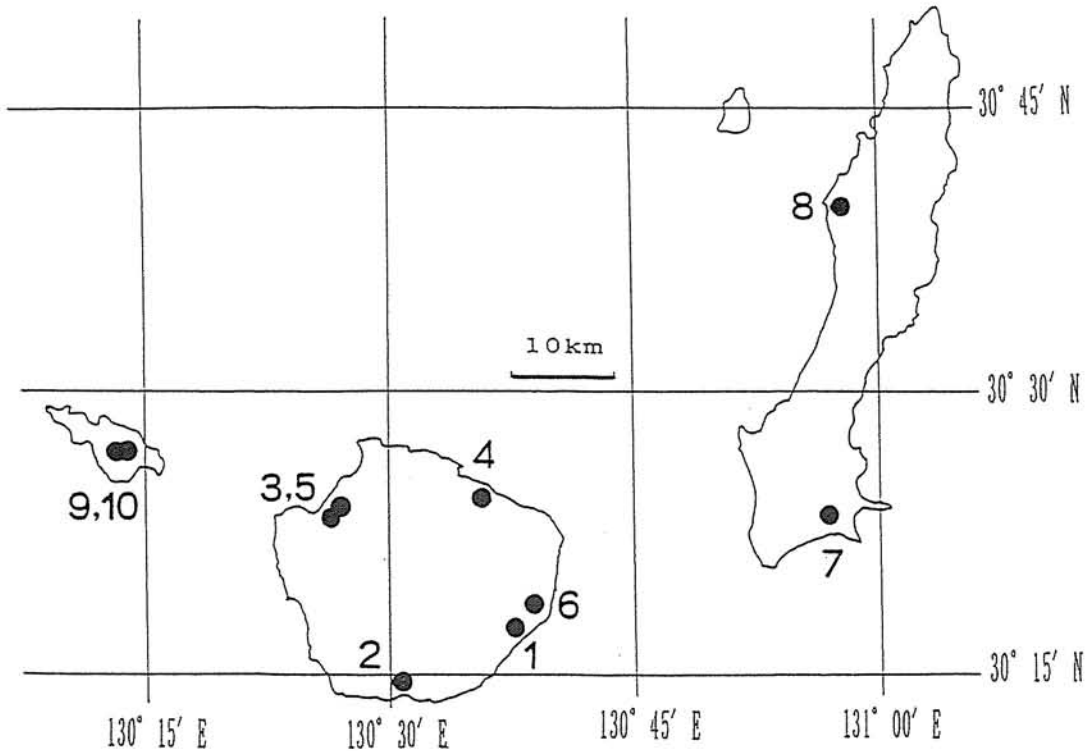 30° 45′ N
8
10km
30° 30′ N
4
3,5
9,10
7
6
1
2
30° 15′ N
130° 15′ E
130° 30′ E
130° 45′ E
131° 00′ E